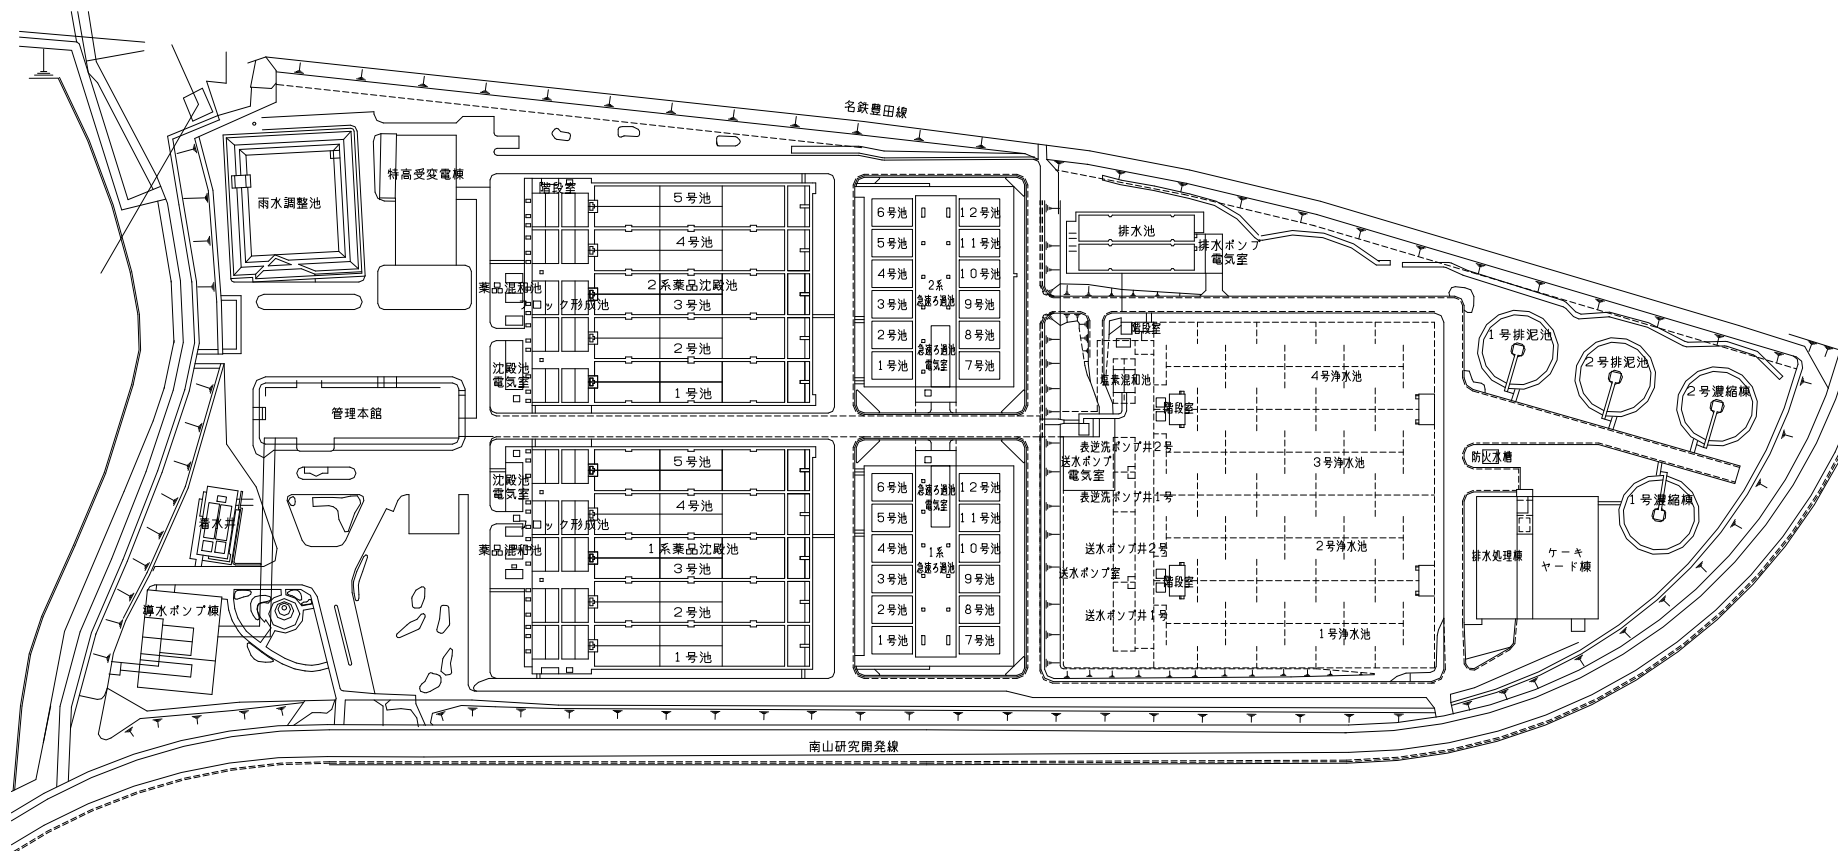 名鉄豊田線
雨水調整池
特高受変電棟
階段室
5号池
4号池
2系薬品沈殿池
3号池
2号池
1号池
薬品混和池
フロック形成池
沈殿池
電気室
管理本館
6号池
5号池
4号池
3号池
2号池
1号池
2系
急速ろ過池
急速ろ過池
電気室
12号池
11号池
10号池
9号池
8号池
7号池
排水池
排水ポンプ
電気室
階段室
塩素混和池
階段室
4号浄水池
3号浄水池
2号浄水池
1号浄水池
表逆洗ポンプ井2号
送水ポンプ
電気室
表逆洗ポンプ井1号
送水ポンプ井2号
送水ポンプ室
階段室
送水ポンプ井1号
1号排泥池
2号排泥池
2号濃縮槽
防火水槽
1号濃縮槽
排水処理棟
ケーキ
ヤード棟
5号池
4号池
1系薬品沈殿池
3号池
2号池
1号池
沈殿池
電気室
フロック形成池
薬品混和池
6号池
5号池
4号池
3号池
2号池
1号池
急速ろ過池
電気室
1系
急速ろ過池
12号池
11号池
10号池
9号池
8号池
7号池
着水井
導水ポンプ棟
南山研究開発線